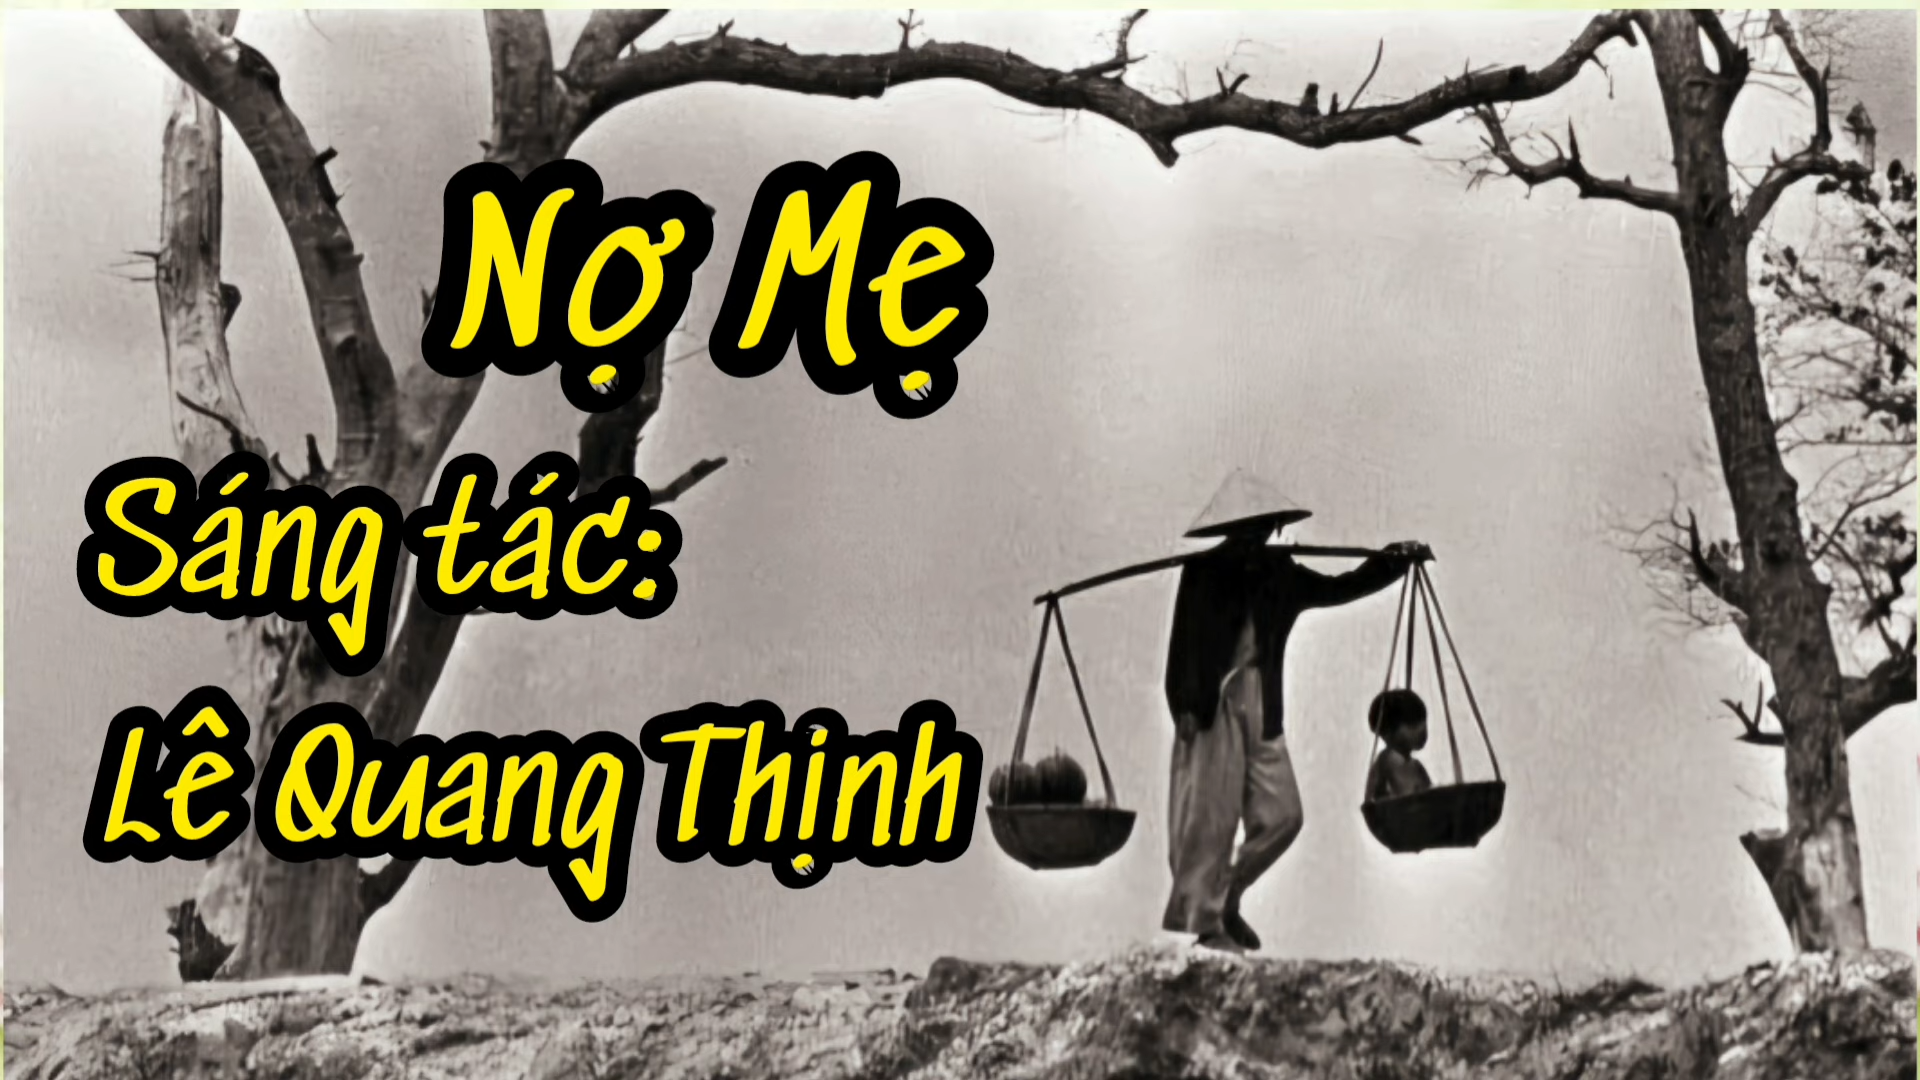 Nợ Mẹ
Sáng tác:
Lê Quang Thịnh